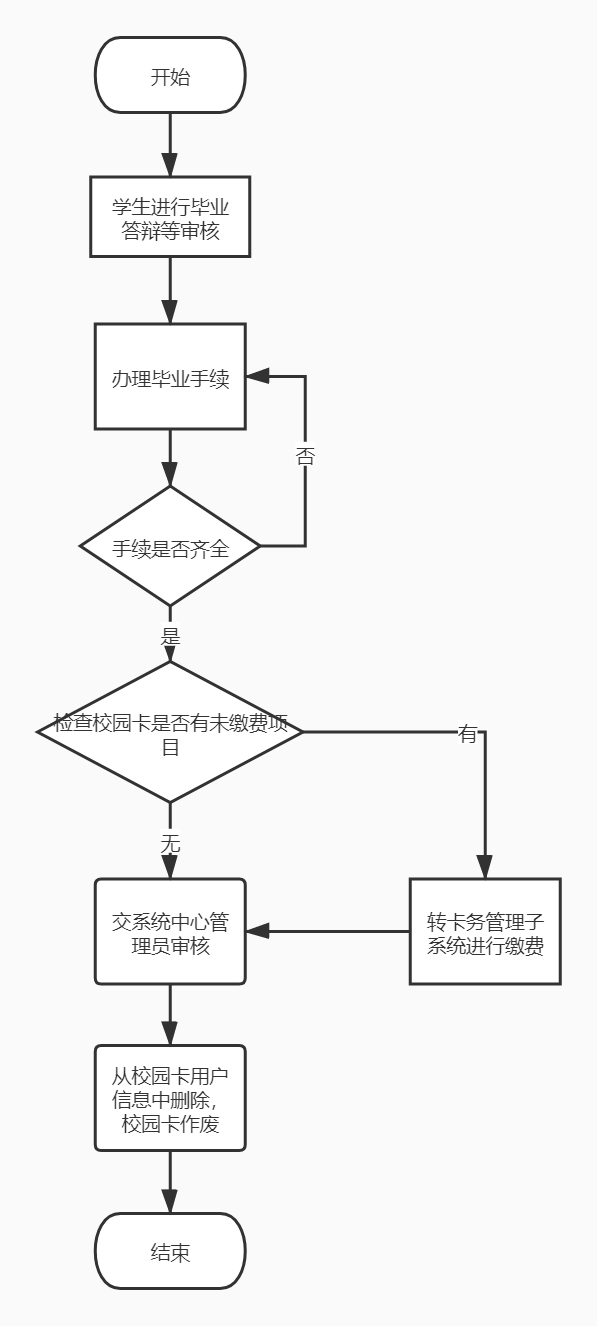 开始
学生进行毕业
答辩等审核
办理毕业手续
否
手续是否齐全
是
检查校园卡是否有未缴费项
目
有
无
交系统中心管
理员审核
转卡务管理子
系统进行缴费
从校园卡用户
信息中删除，
校园卡作废
结束